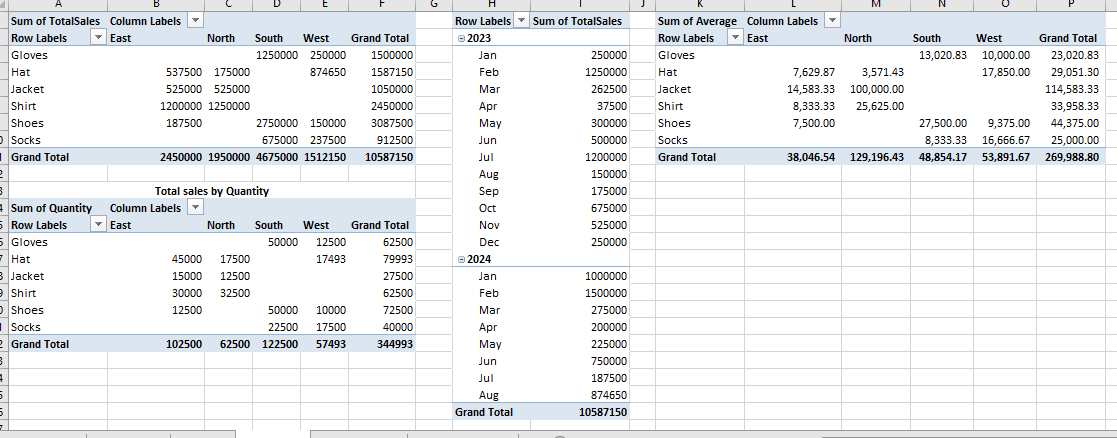 A B C D E F G H I J K L M N O P
Sum of TotalSales Column Labels
Row Labels East North South West Grand Total
Gloves 1250000 250000 1500000
Hat 537500 175000 874650 1587150
Jacket 525000 525000 1050000
Shirt 1200000 1250000 2450000
Shoes 187500 2750000 150000 3087500
Socks 675000 237500 912500
Grand Total 2450000 1950000 4675000 1512150 10587150
Total sales by Quantity
Sum of Quantity Column Labels
Row Labels East North South West Grand Total
Gloves 50000 12500 62500
Hat 45000 17500 17493 79993
Jacket 15000 12500 27500
Shirt 30000 32500 62500
Shoes 12500 50000 10000 72500
Socks 22500 17500 40000
Grand Total 102500 62500 122500 57493 344993
Row Labels Sum of TotalSales
2023
Jan 250000
Feb 1250000
Mar 262500
Apr 37500
May 300000
Jun 500000
Jul 1200000
Aug 150000
Sep 175000
Oct 675000
Nov 525000
Dec 250000
2024
Jan 1000000
Feb 1500000
Mar 275000
Apr 200000
May 225000
Jun 750000
Jul 187500
Aug 874650
Grand Total 10587150
Sum of Average Column Labels
Row Labels East North South West Grand Total
Gloves 13,020.83 10,000.00 23,020.83
Hat 7,629.87 3,571.43 17,850.00 29,051.30
Jacket 14,583.33 100,000.00 114,583.33
Shirt 8,333.33 25,625.00 33,958.33
Shoes 7,500.00 27,500.00 9,375.00 44,375.00
Socks 8,333.33 16,666.67 25,000.00
Grand Total 38,046.54 129,196.43 48,854.17 53,891.67 269,988.80